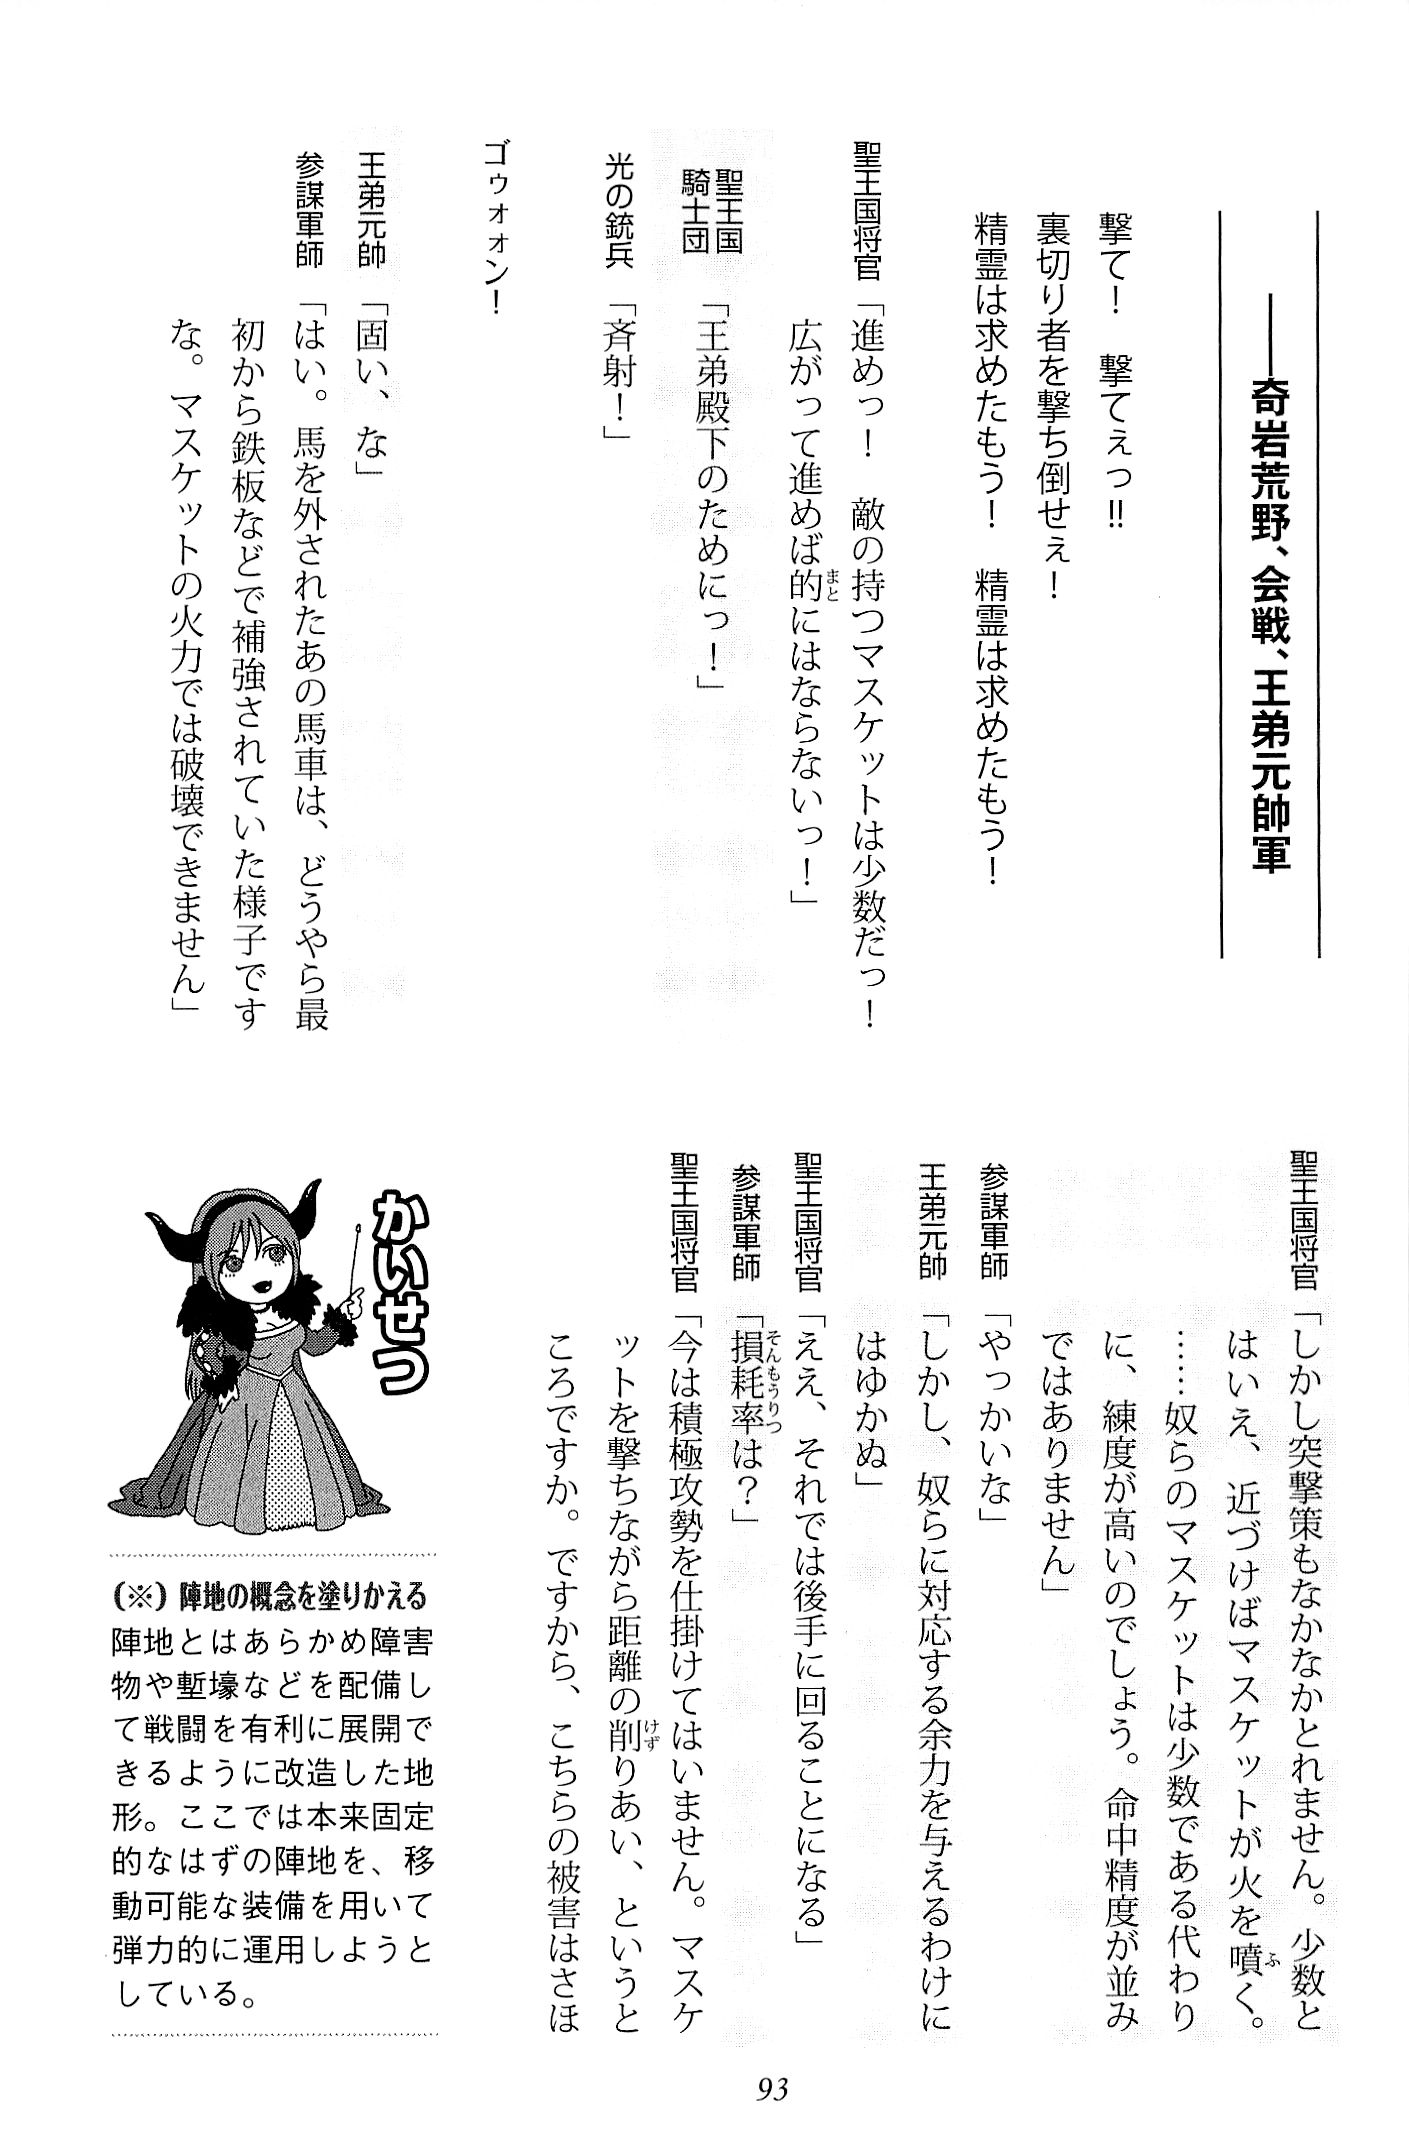 ――奇岩荒野、会戦、王弟元帥軍
撃て！　撃てぇっ!!
裏切り者を撃ち倒せぇ！
精霊は求めたもう！　精霊は求めたもう！
聖王国将官「進めっ！　敵の持つマスケットは少数だっ！
広がって進めば的にはならないっ！」
まと
聖王国
騎士団「王弟殿下のためにっ！」
光の銃兵「斉射！」
ゴゥォォン！
王弟元帥「固い、な」
参謀軍師「はい。馬を外されたあの馬車は、どうやら最
初から鉄板などで補強されていた様子です
な。マスケットの火力では破壊できません」
聖王国将官「しかし突撃策もなかなかとれません。少数と
はいえ、近づけばマスケットが火を噴く。
ふ
……奴らのマスケットは少数である代わり
に、練度が高いのでしょう。命中精度が並み
ではありません」
参謀軍師「やっかいな」
王弟元帥「しかし、奴らに対応する余力を与えるわけに
はゆかぬ」
聖王国将官「ええ、それでは後手に回ることになる」
参謀軍師「損耗率は？」
そんもうりつ
聖王国将官「今は積極攻勢を仕掛けてはいません。マスケ
ットを撃ちながら距離の削りあい、というと
けず
ころですか。ですから、こちらの被害はさほ
かいせつ
（※）陣地の概念を塗りかえる
陣地とはあらかめ障害
物や塹壕などを配備し
て戦闘を有利に展開で
きるように改造した地
形。ここでは本来固定
的なはずの陣地を、移
動可能な装備を用いて
弾力的に運用しようと
している。
93